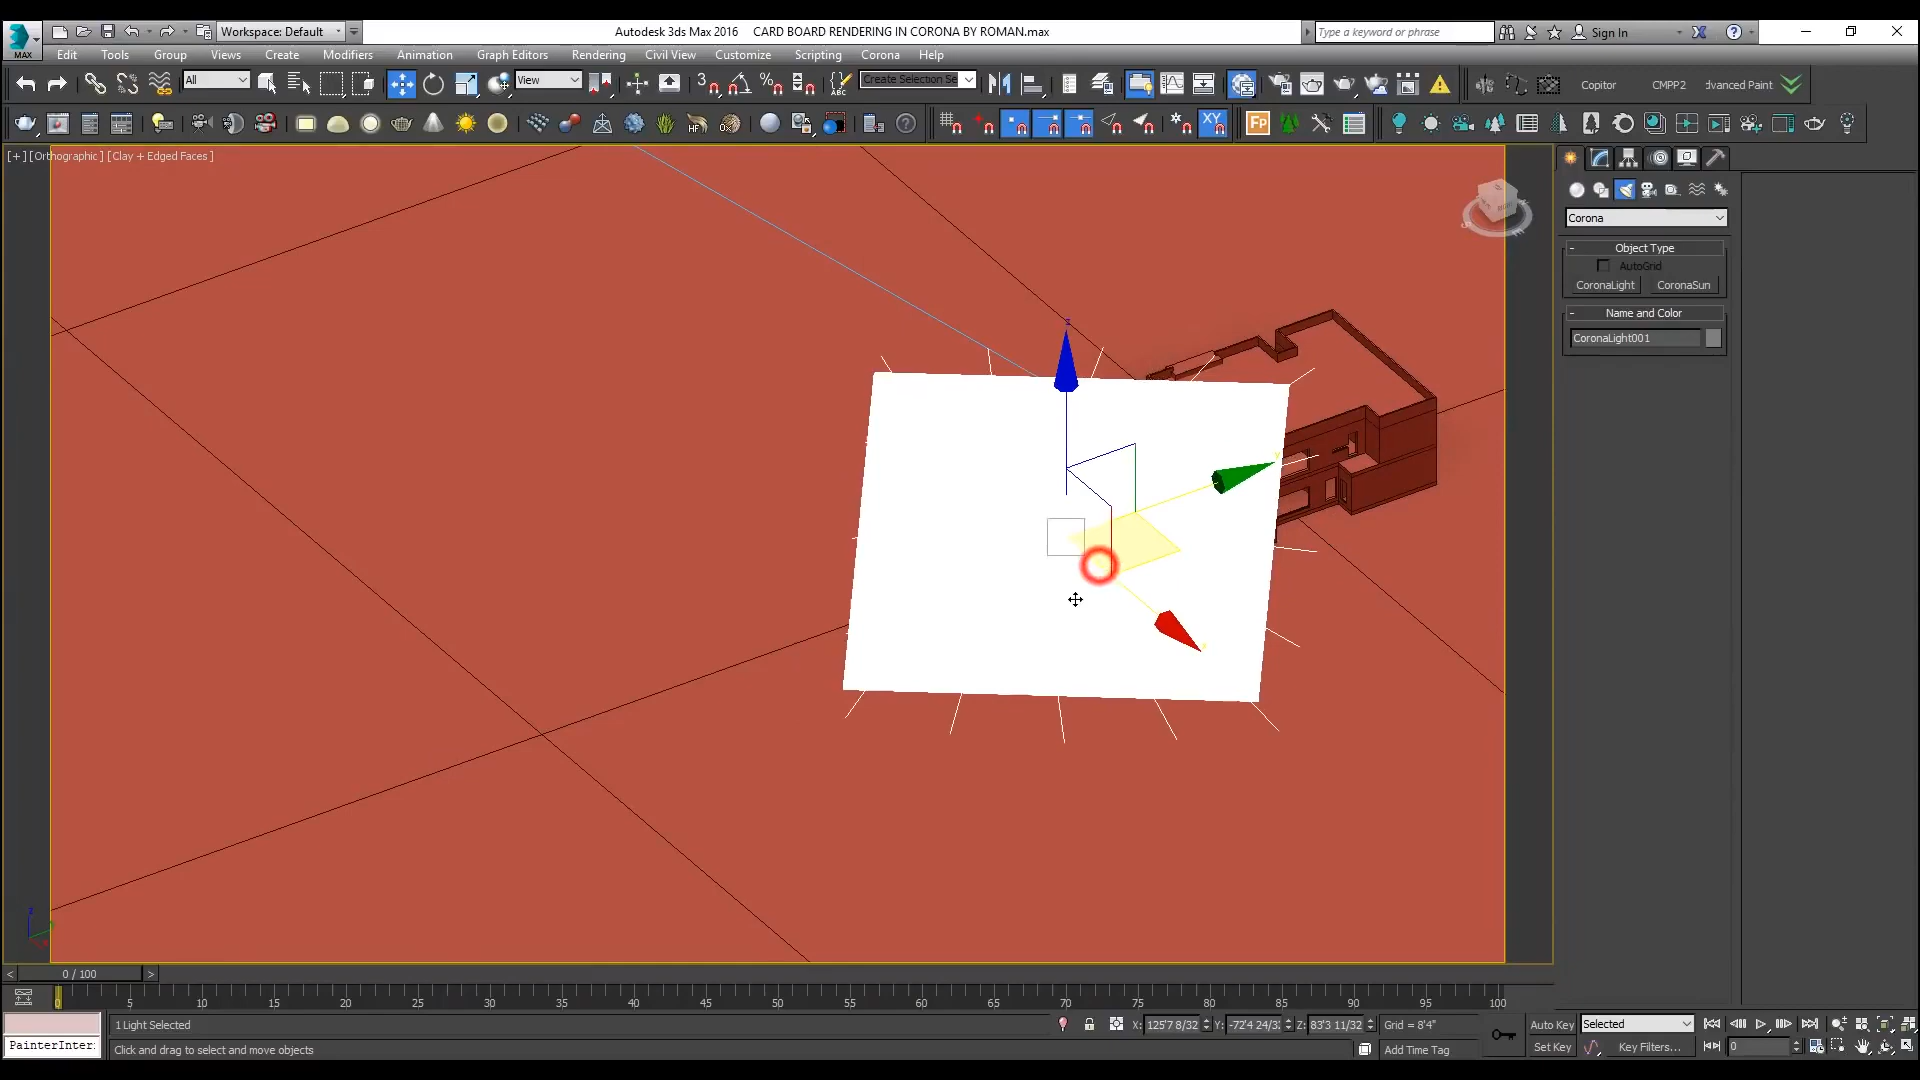 Workspace: Default
Autodesk 3ds Max 2016 CARD BOARD RENDERING IN CORONA BY ROMAN.max
Type a keyword or phrase
Sign In
MAX
Edit Tools Group Views Create Modifiers Animation Graph Editors Rendering Civil View Customize Scripting Corona Help
All
View
Create Selection Se
Copitor CMPP2 dvanced Paint
[+] [Orthographic] [Clay + Edged Faces]
Corona
Object Type
AutoGrid
CoronaLight CoronaSun
Name and Color
CoronaLight001
0 / 100
0 5 10 15 20 25 30 35 40 45 50 55 60 65 70 75 80 85 90 95 100
1 Light Selected
X: 125'7 8/32 Y: -72'4 24/3 Z: 83'3 11/32 Grid = 8'4"
Auto Key Selected
PainterInter:
Click and drag to select and move objects
Add Time Tag
Set Key Key Filters... 0